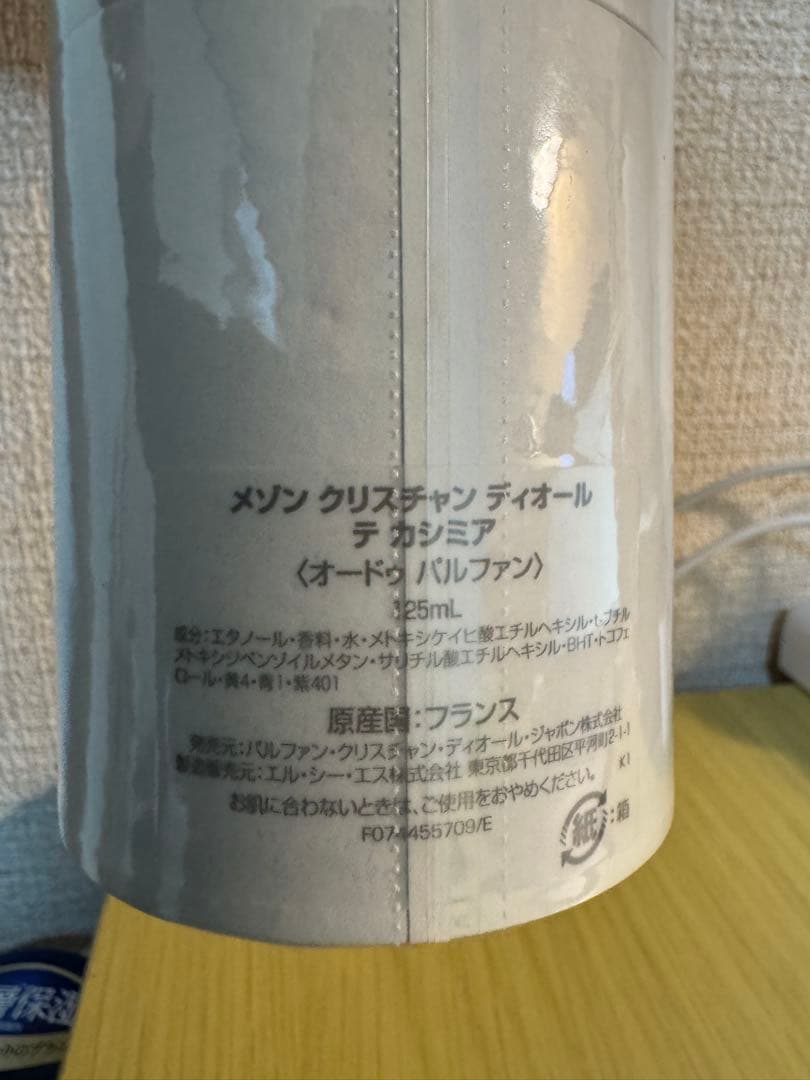 メゾン クリスチャン ディオール
テ カシミア
〈オードゥ パルファン〉
125mL
成分:エタノール・香料・水・メトキシケイヒ酸エチルヘキシル・t-ブチル
メトキシジベンゾイルメタン・サリチル酸エチルヘキシル・BHT・トコフェ
ロール・黄4・青1・紫401
原産国:フランス
発売元:パルファン・クリスチャン・ディオール・ジャポン株式会社
製造販売元:エル・シー・エス株式会社 東京都千代田区平河町2-1-1
K1
お肌に合わないときは、ご使用をおやめください。
F074455709/E
紙:箱
保湿